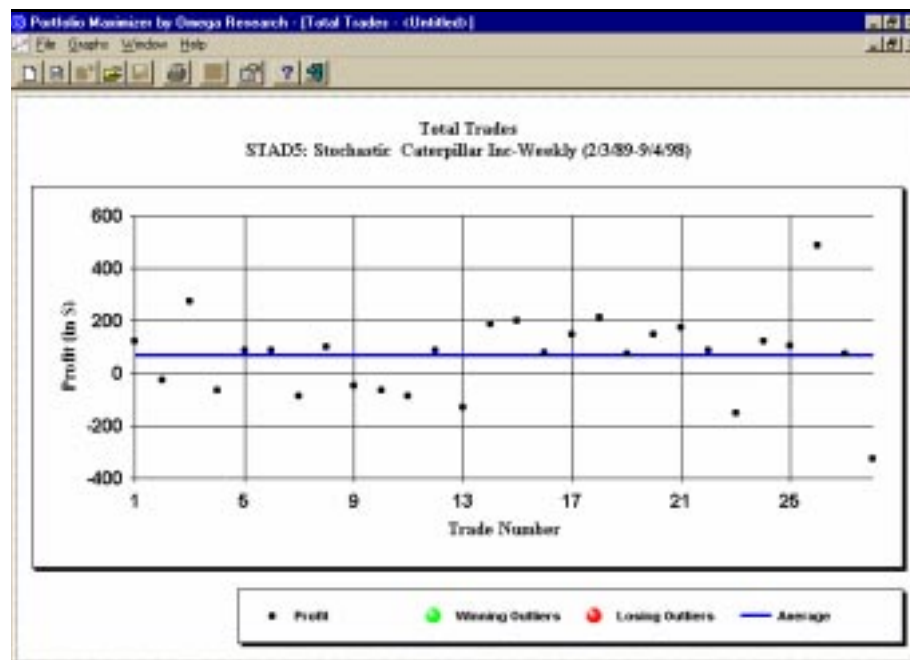 Portfolio Maximizer by Omega Research - [Total Trades - <Untitled>]
File Graphs Window Help
Total Trades
STAD5: Stochastic Caterpillar Inc-Weekly (2/3/89-9/4/98)
600
400
200
0
-200
-400
Profit (in $)
1 5 9 13 17 21 25
Trade Number
Profit Winning Outliers Losing Outliers Average